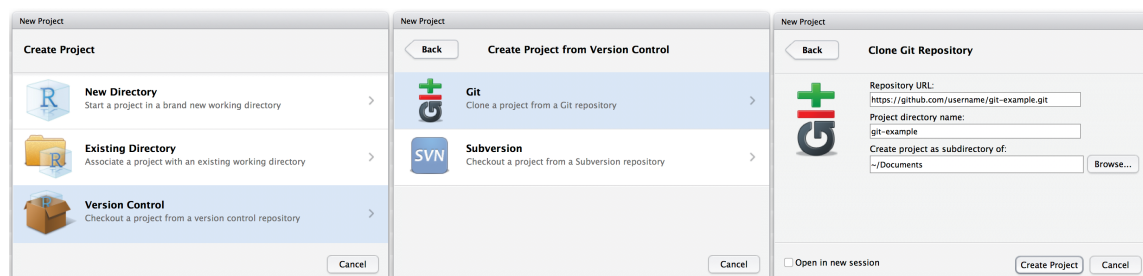 New Project
Create Project
R
New Directory
Start a project in a brand new working directory
R
Existing Directory
Associate a project with an existing working directory
R
Version Control
Checkout a project from a version control repository
Cancel
New Project
Back
Create Project from Version Control
Git
Clone a project from a Git repository
SVN
Subversion
Checkout a project from a Subversion repository
Cancel
New Project
Back
Clone Git Repository
Repository URL:
https://github.com/username/git-example.git
Project directory name:
git-example
Create project as subdirectory of:
~/Documents
Browse...
Open in new session
Create Project
Cancel